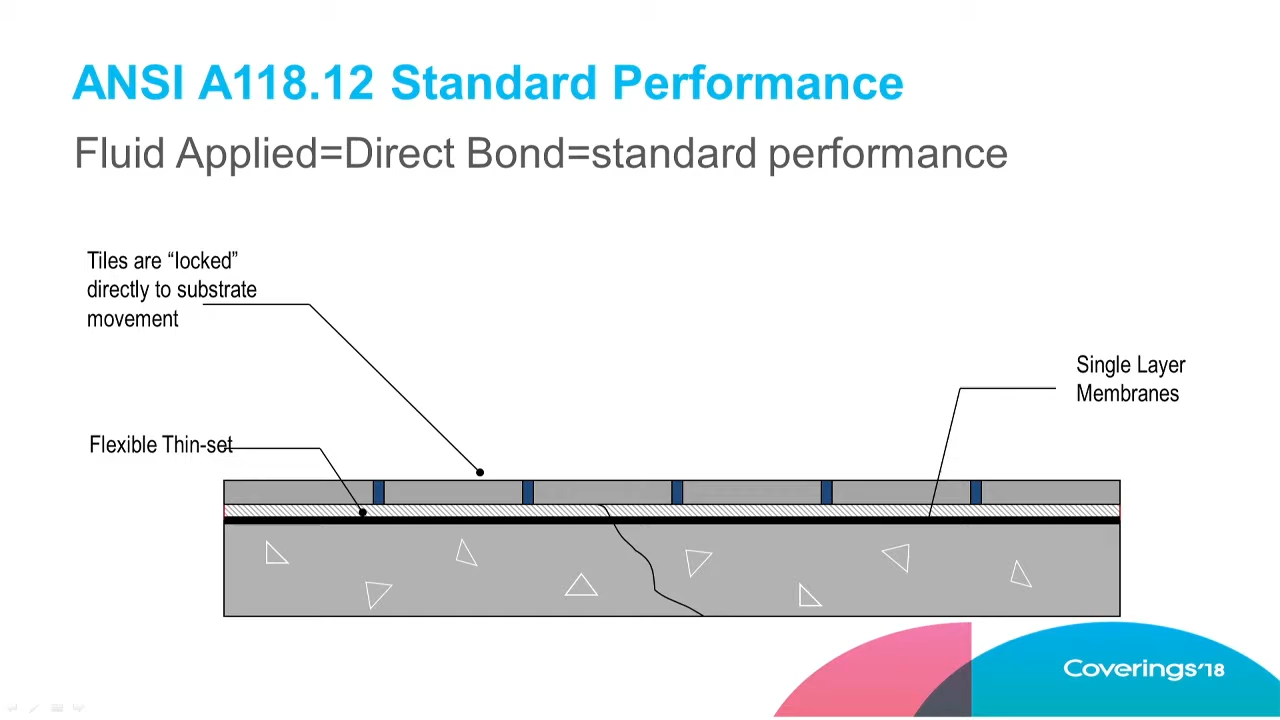 ANSI A118.12 Standard Performance
Fluid Applied=Direct Bond=standard performance
Tiles are “locked”
directly to substrate
movement
Single Layer
Membranes
Flexible Thin-set
Coverings’18